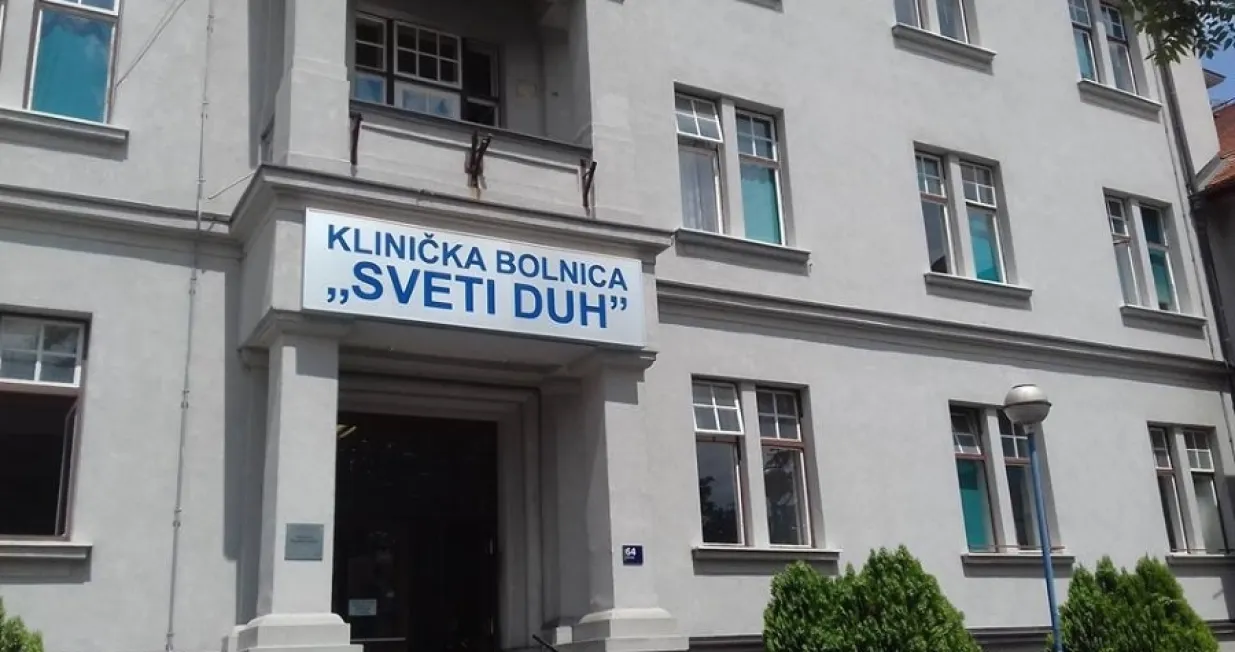 KLINIČKA BOLNICA
„SVETI DUH”
64